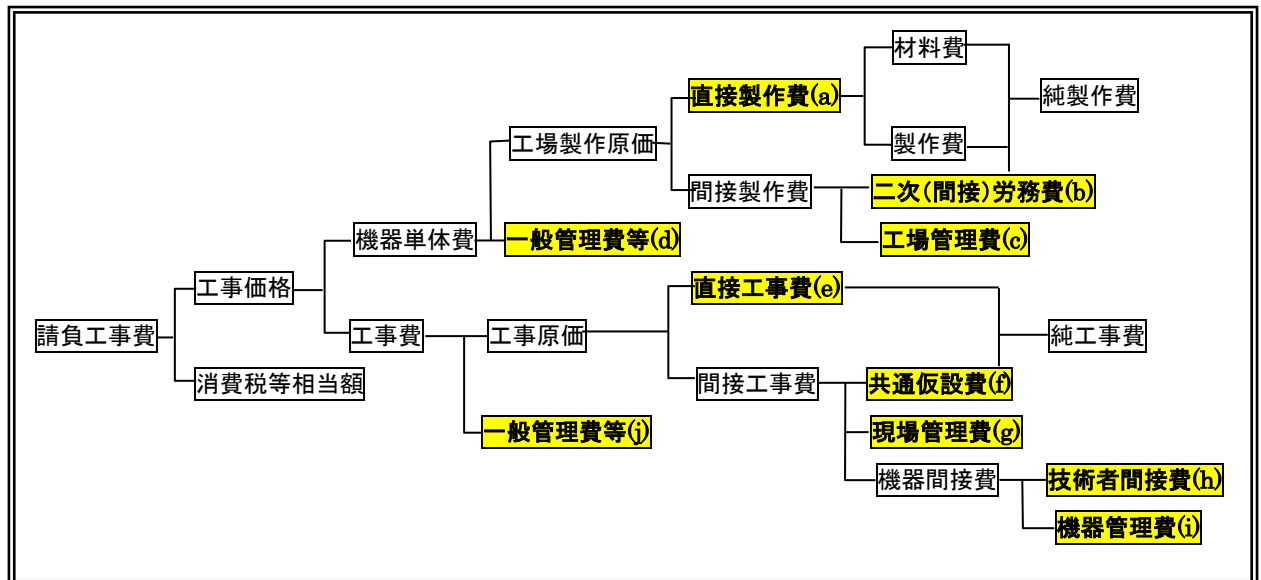 材料費
直接製作費(a)
純製作費
工場製作原価
製作費
間接製作費
二次(間接)労務費(b)
機器単体費
一般管理費等(d)
工場管理費(c)
工事価格
直接工事費(e)
請負工事費
工事費
工事原価
純工事費
消費税等相当額
間接工事費
共通仮設費(f)
一般管理費等(j)
現場管理費(g)
機器間接費
技術者間接費(h)
機器管理費(i)